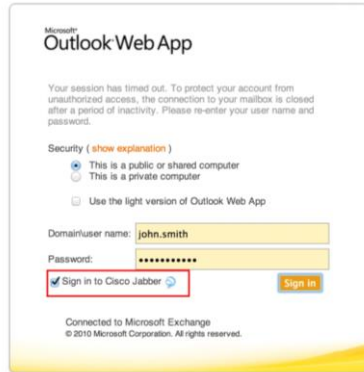 Microsoft®
Outlook Web App
Your session has timed out. To protect your account from
unauthorized access, the connection to your mailbox is closed
after a period of inactivity. Please re-enter your user name and
password.
Security ( show explanation )
This is a public or shared computer
This is a private computer
Use the light version of Outlook Web App
Domain\user name: john.smith
Password: •••••••••••
Sign in to Cisco Jabber Sign in
Connected to Microsoft Exchange
© 2010 Microsoft Corporation. All rights reserved.